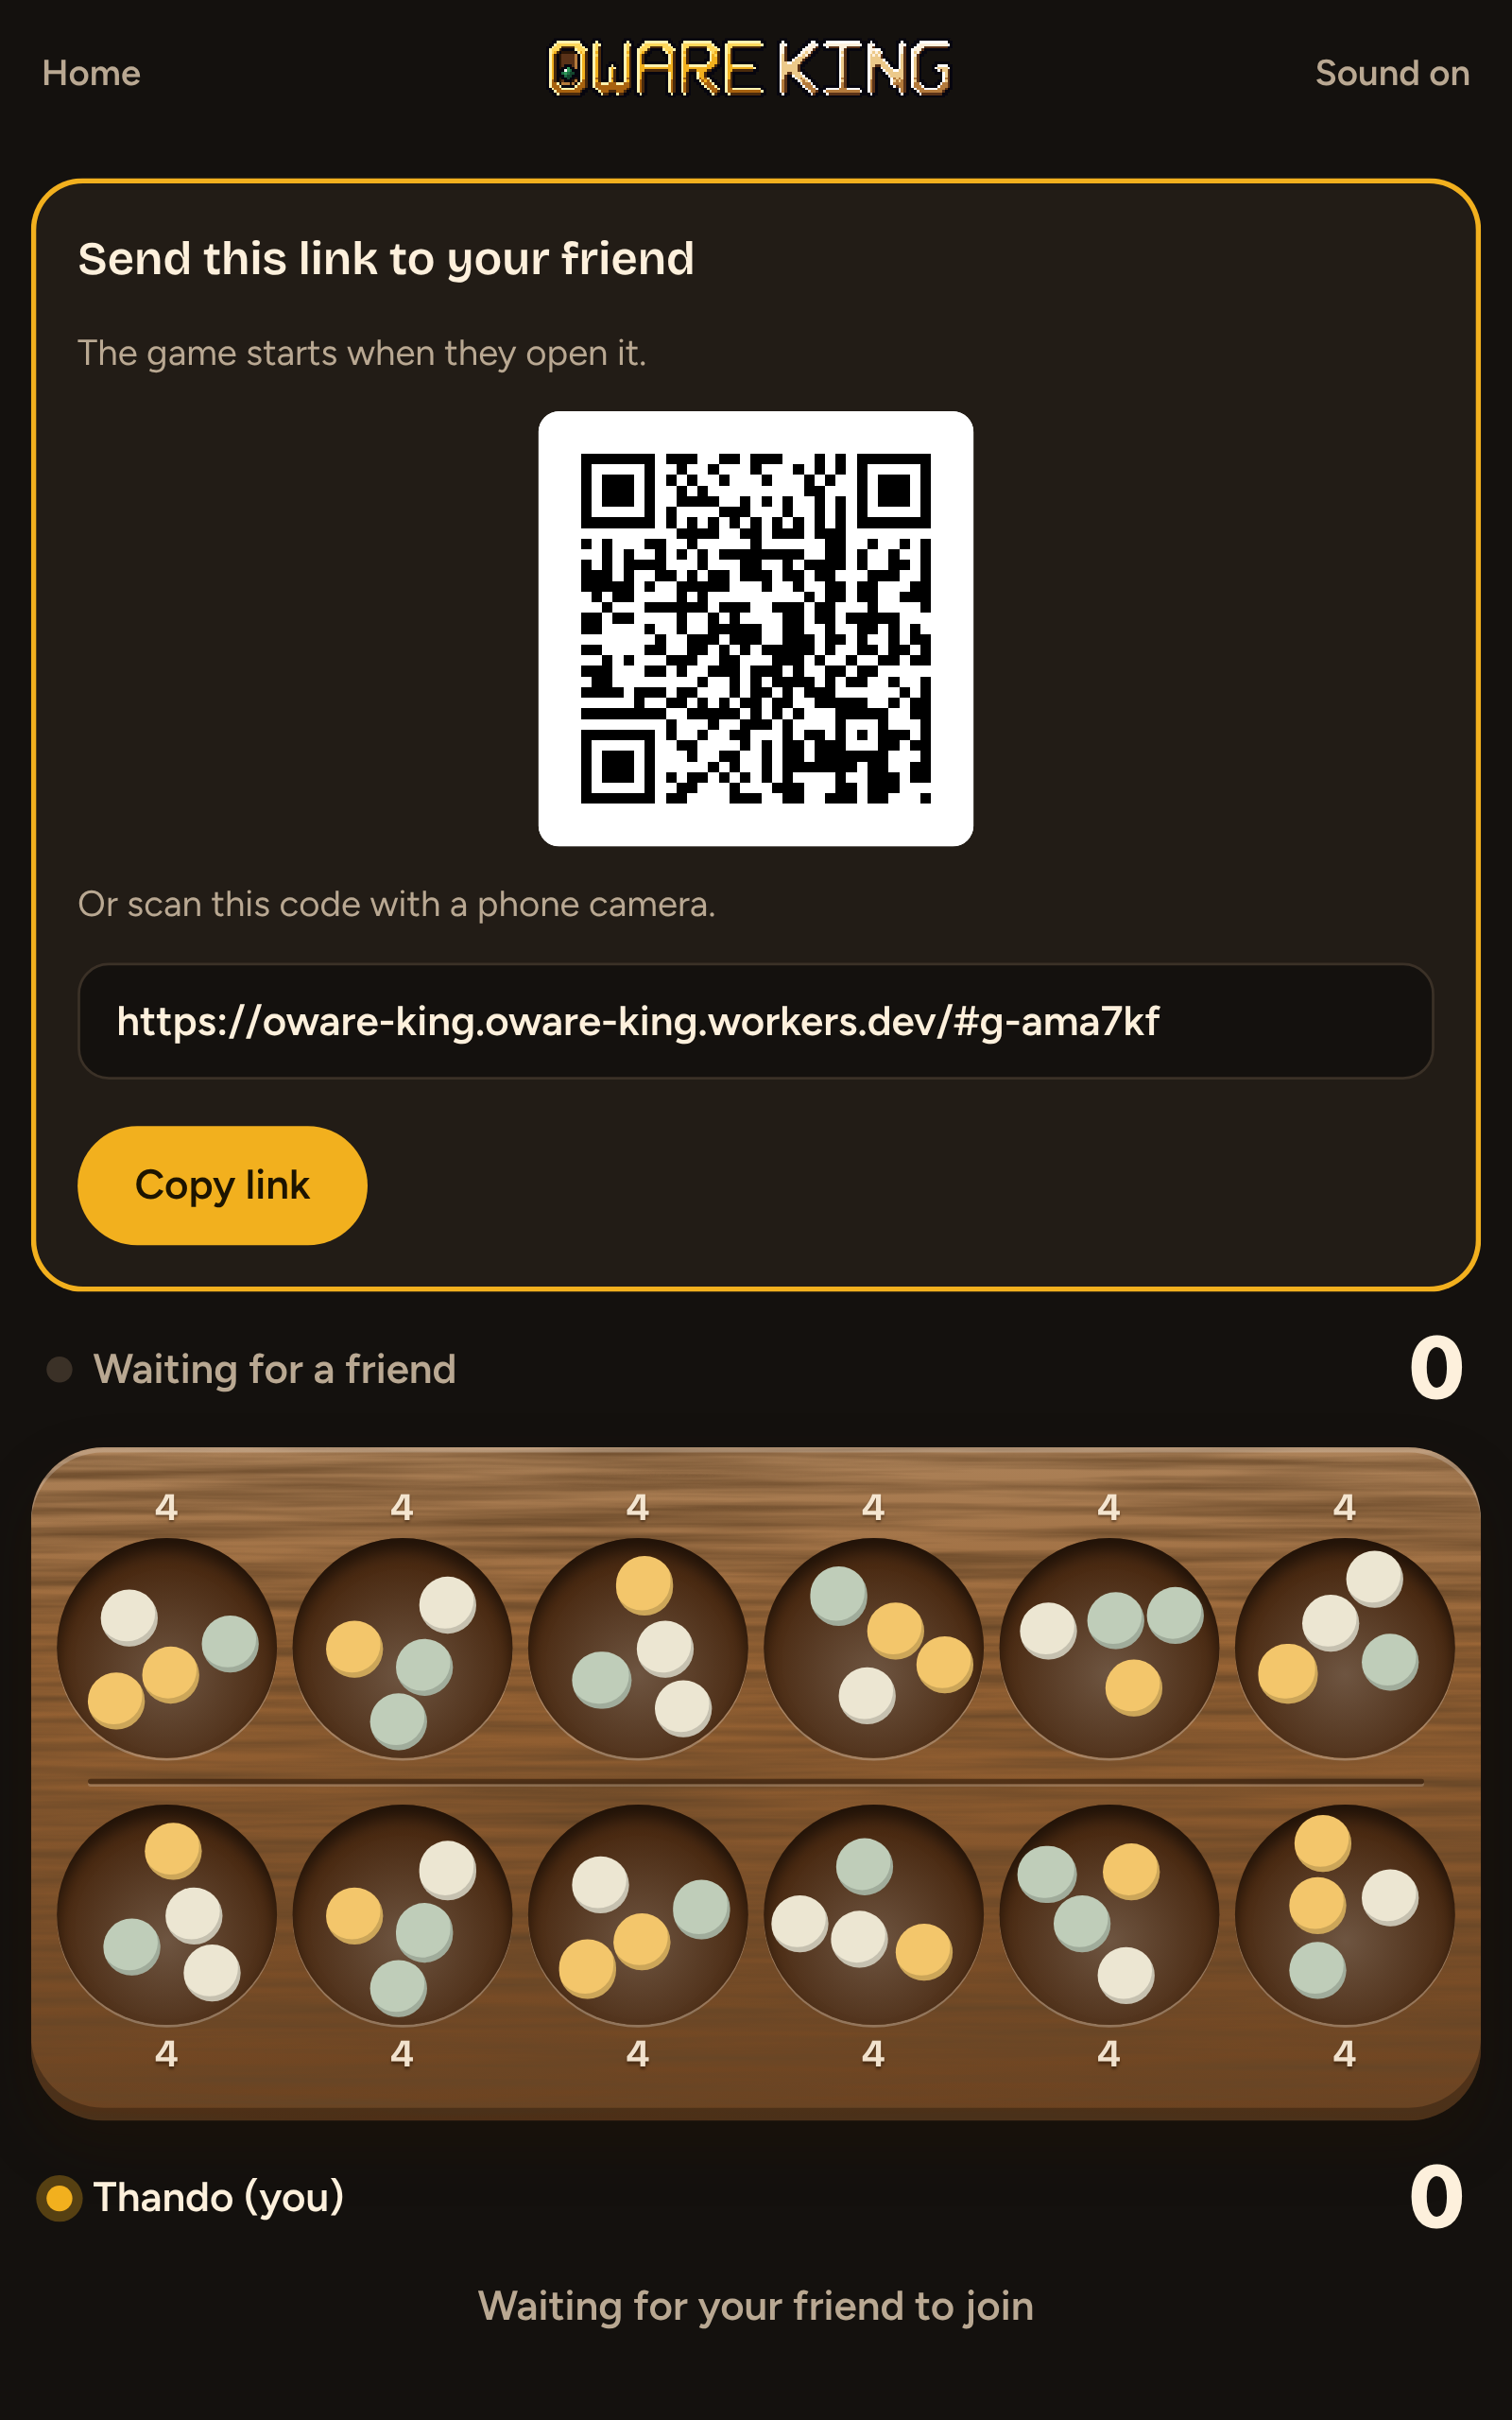 Home
OWARE KING
Sound on
Send this link to your friend
The game starts when they open it.
Or scan this code with a phone camera.
https://oware-king.oware-king.workers.dev/#g-ama7kf
Copy link
Waiting for a friend
0
4 4 4 4 4 4
4 4 4 4 4 4
Thando (you)
0
Waiting for your friend to join